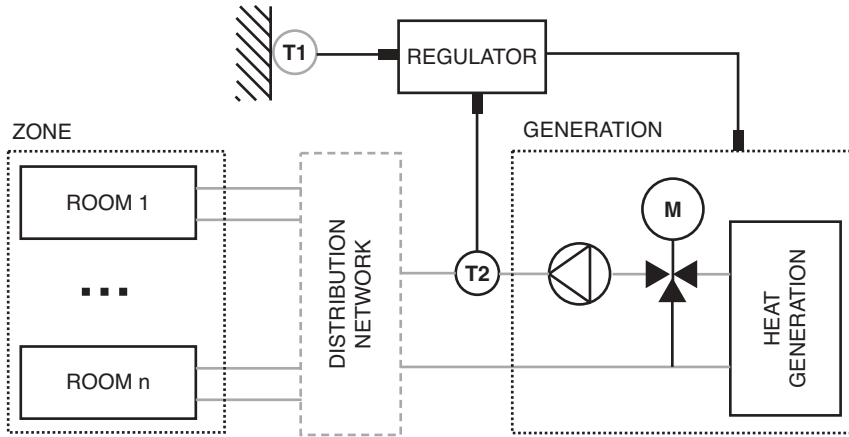 T1
REGULATOR
ZONE
GENERATION
ROOM 1
DISTRIBUTION
NETWORK
M
T2
HEAT
GENERATION
ROOM n